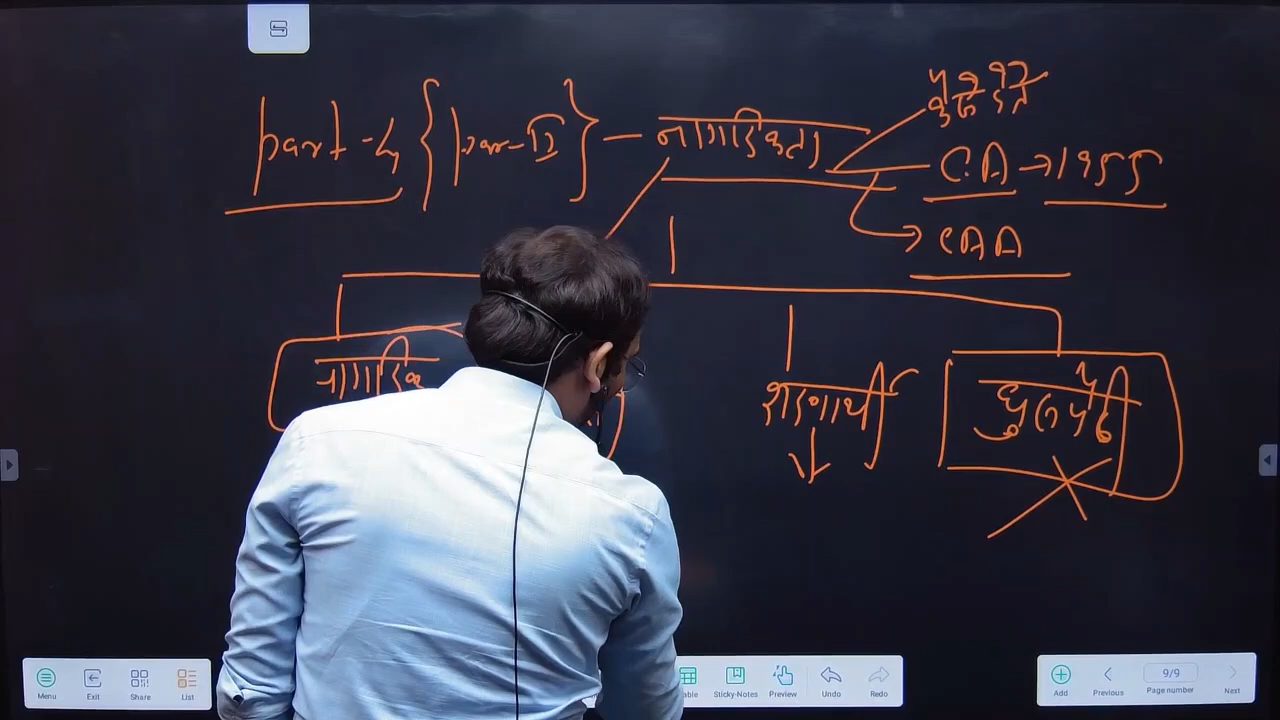 part-2 {par-II} - नागरिकता
C.A → 1955
CAA
नागरिक
शरणार्थी
घुसपैठी
Menu Exit Share List
Sticky-Notes Preview Undo Redo
Add Previous 9/9 Page number Next